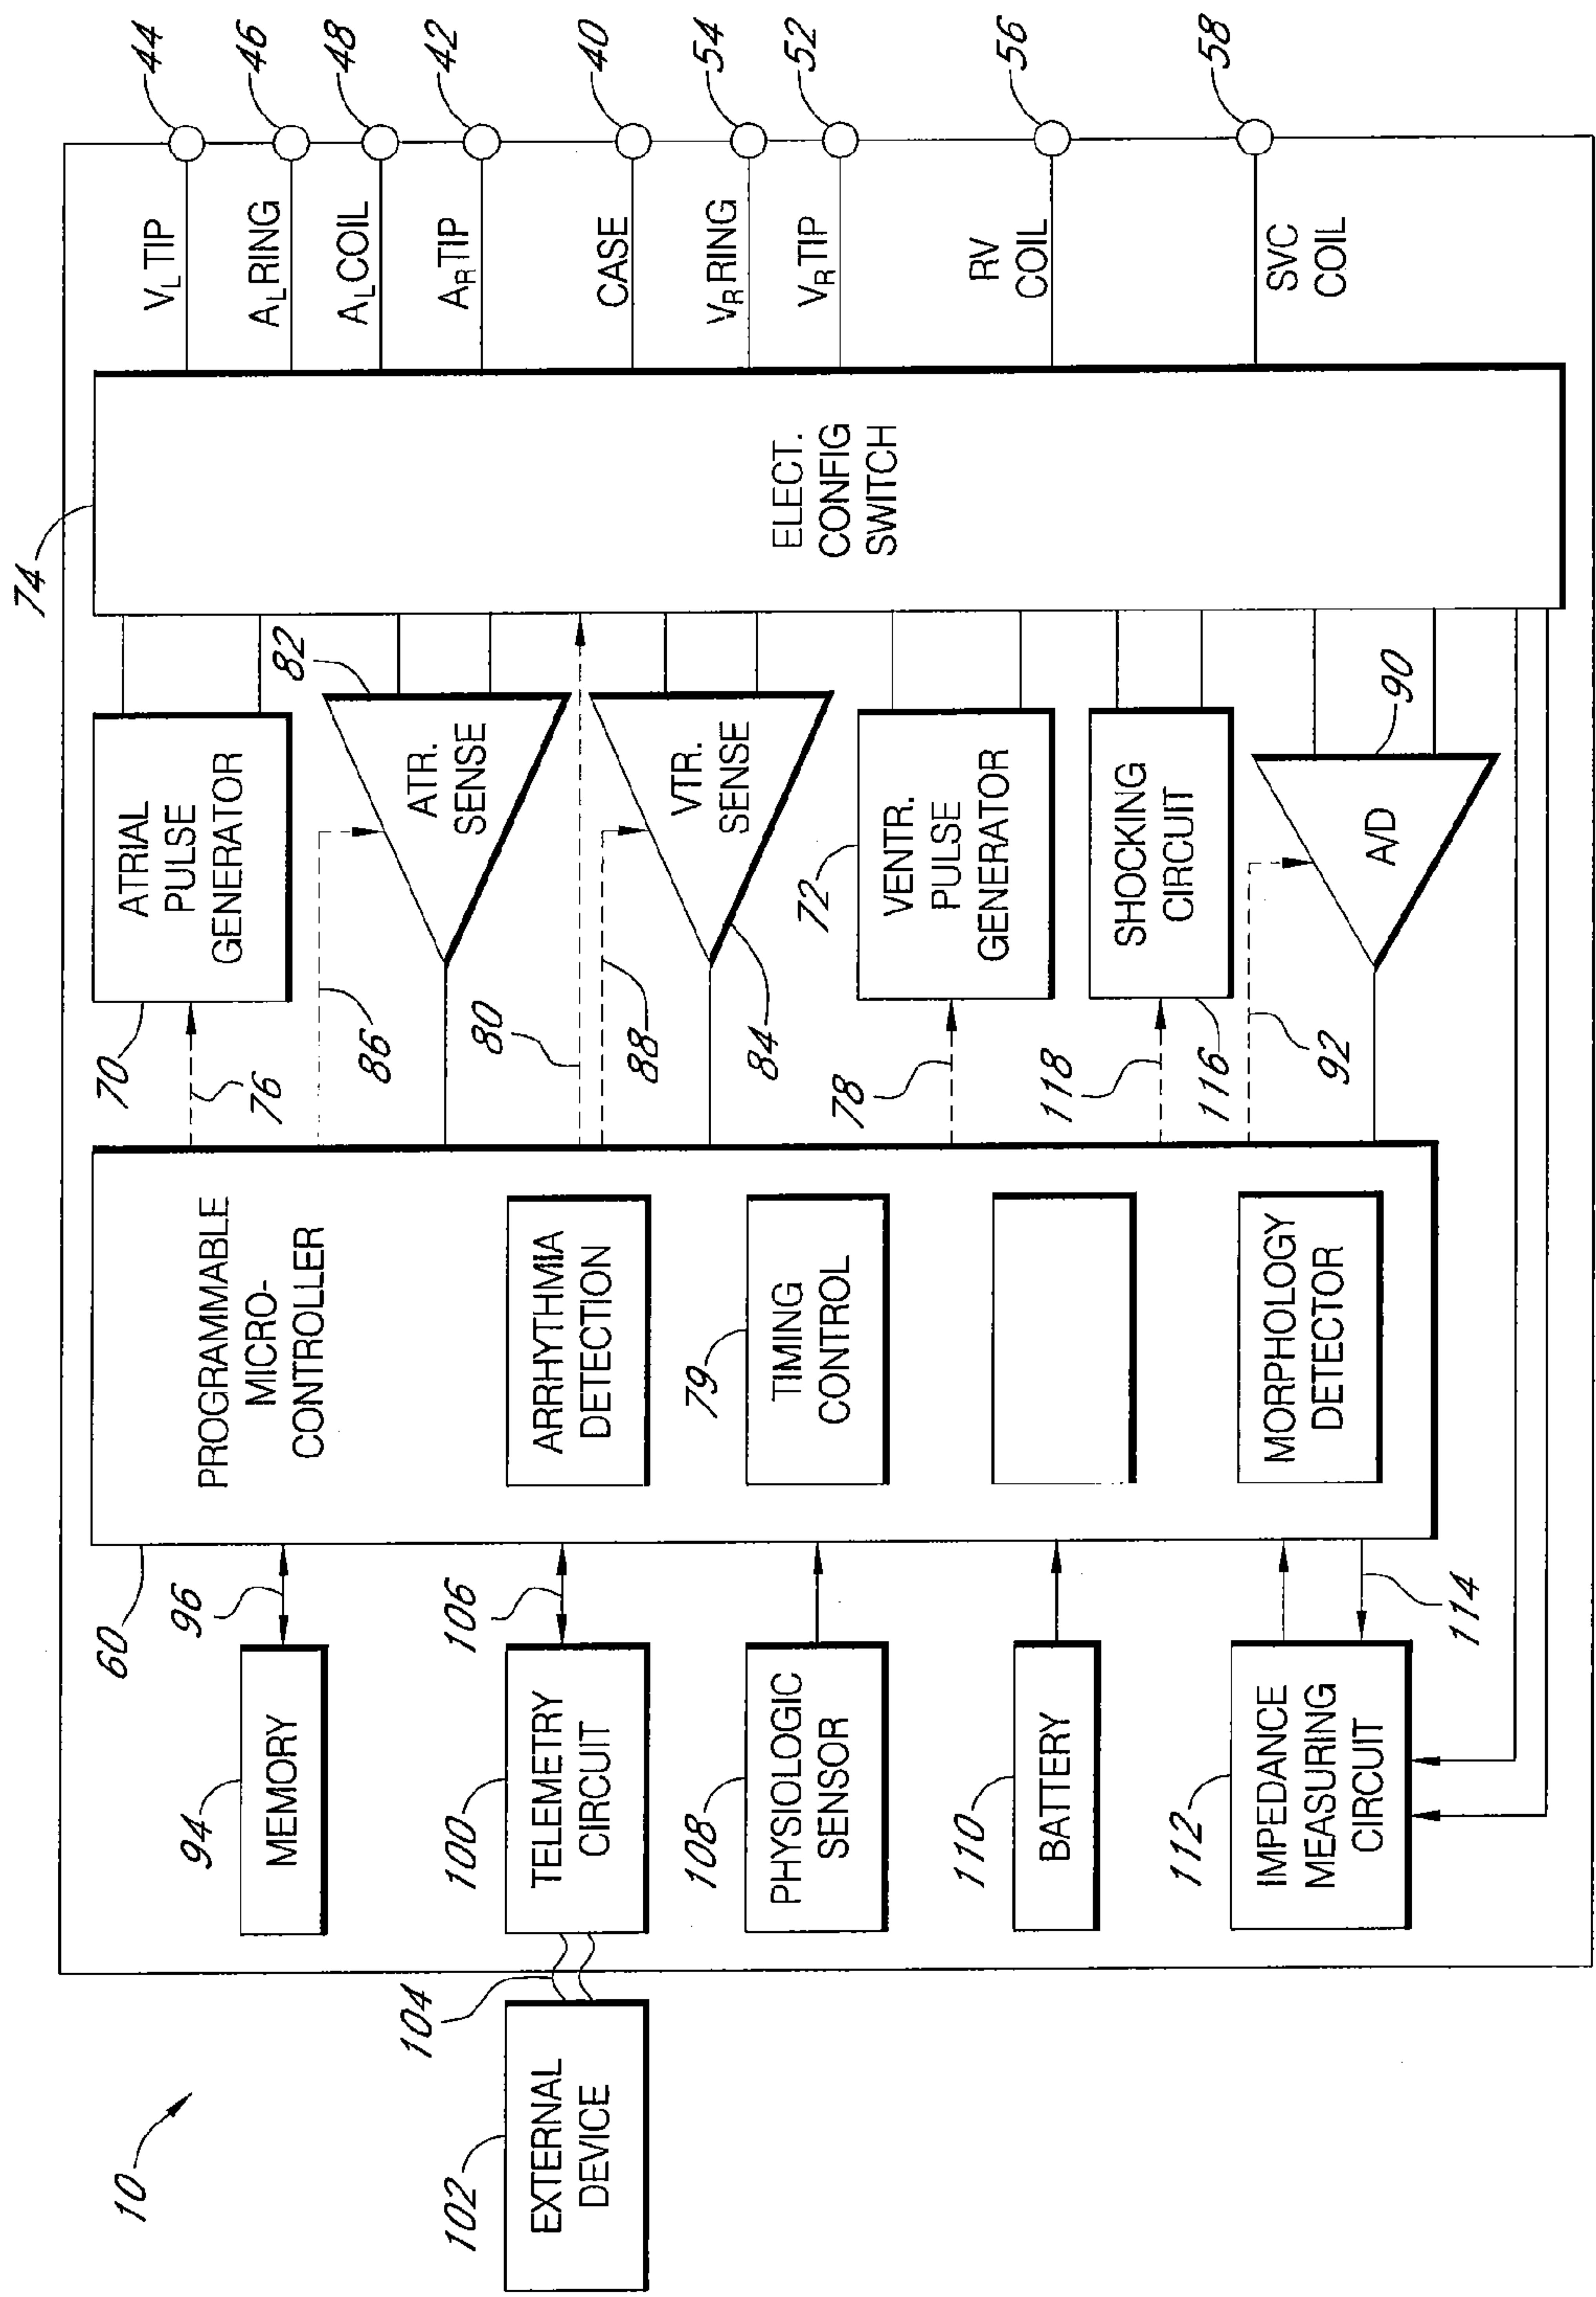 10
102
EXTERNAL
DEVICE
104
94
MEMORY
96
60
100
TELEMETRY
CIRCUIT
106
108
PHYSIOLOGIC
SENSOR
110
BATTERY
112
IMPEDANCE
MEASURING
CIRCUIT
114
PROGRAMMABLE
MICRO-
CONTROLLER
ARRHYTHMIA
DETECTION
79
TIMING
CONTROL
MORPHOLOGY
DETECTOR
70
76
ATRIAL
PULSE
GENERATOR
86
82
ATR.
SENSE
80
88
84
VTR.
SENSE
72
78
VENTR.
PULSE
GENERATOR
118
116
SHOCKING
CIRCUIT
92
90
A/D
74
ELECT.
CONFIG
SWITCH
VL TIP
44
AL RING
46
AL COIL
48
AR TIP
42
CASE
40
VR RING
54
VR TIP
52
RV
COIL
56
SVC
COIL
58